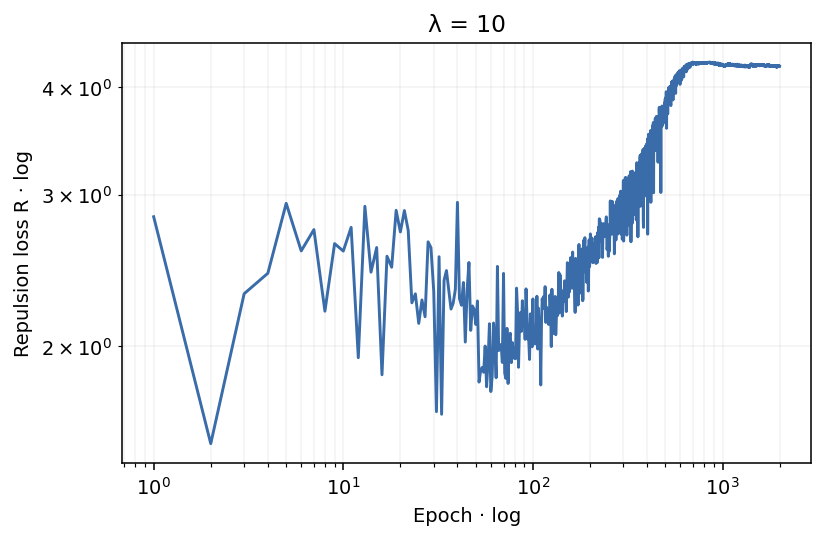 λ = 10
Repulsion loss R · log
4 × 10⁰
3 × 10⁰
2 × 10⁰
10⁰ 10¹ 10² 10³
Epoch · log